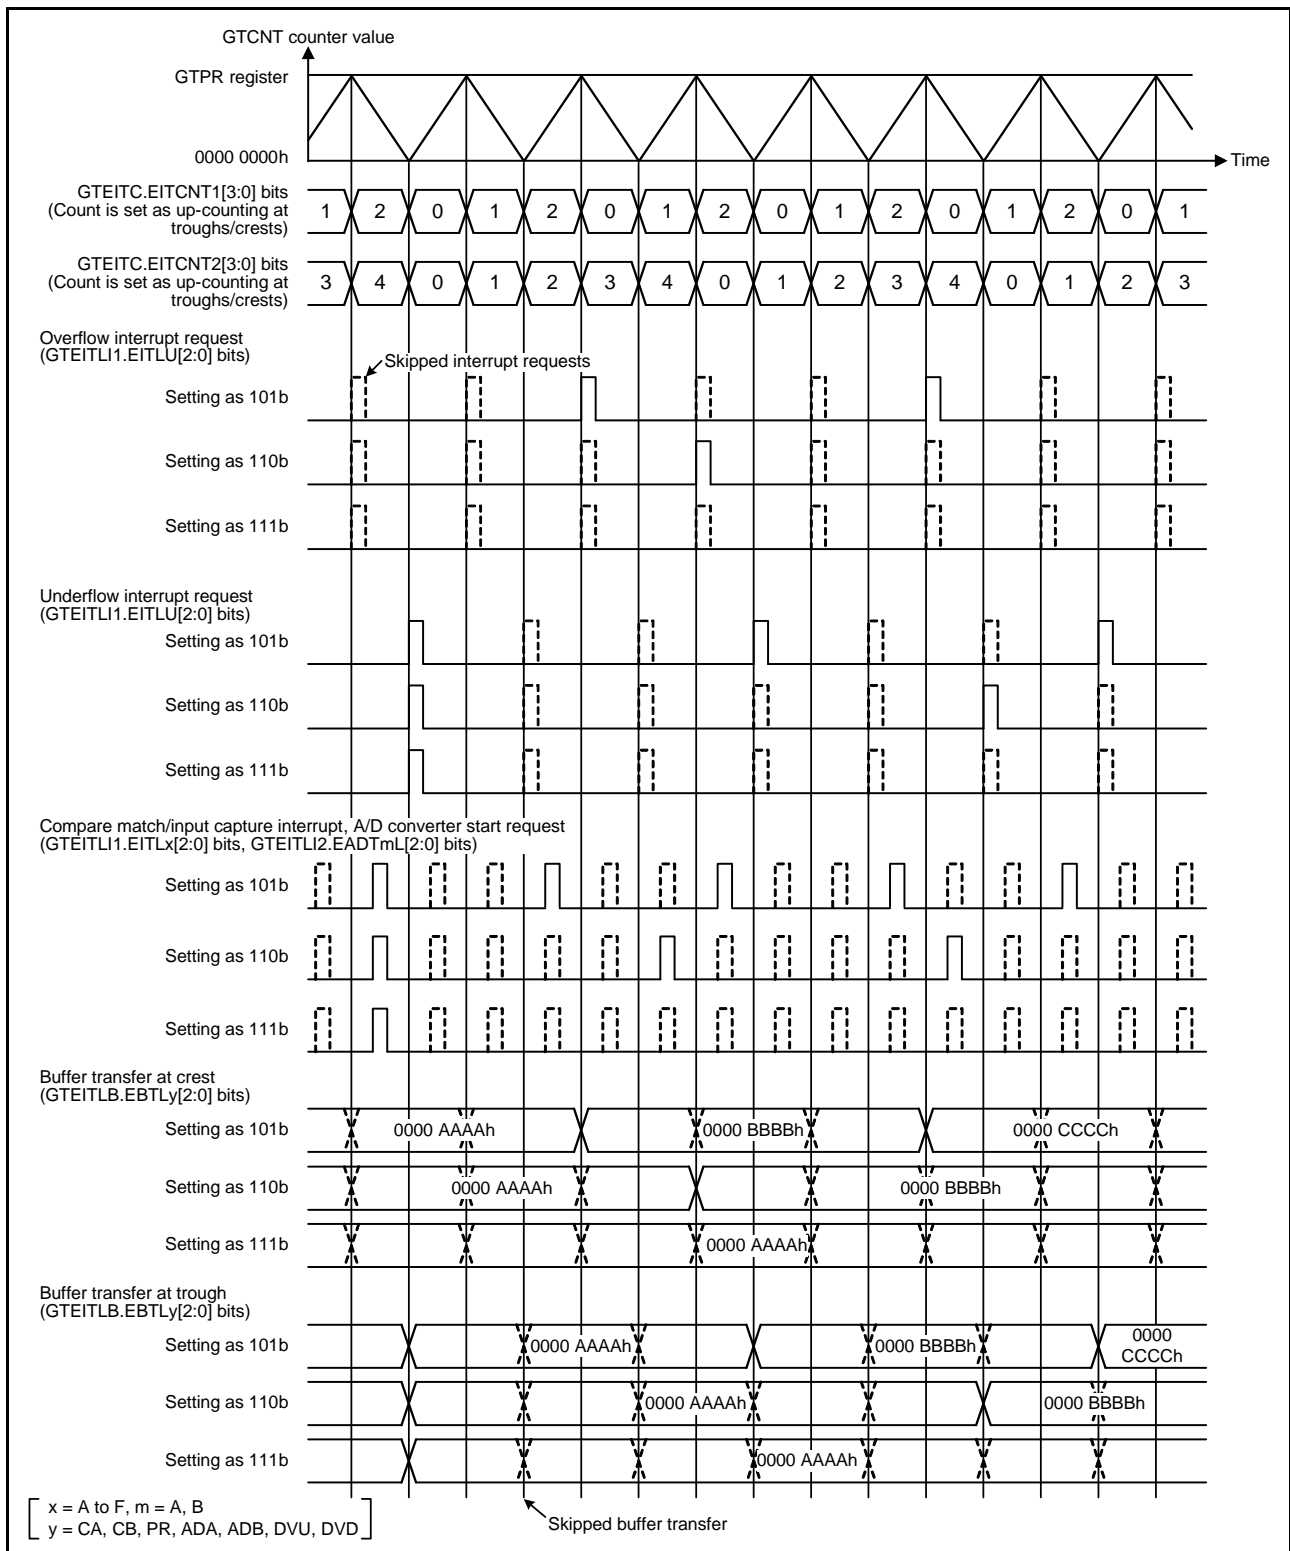 GTCNT counter value
GTPR register
0000 0000h
Time
GTEITC.EITCNT1[3:0] bits
(Count is set as up-counting at
troughs/crests)
1 2 0 1 2 0 1 2 0 1 2 0 1 2 0 1
GTEITC.EITCNT2[3:0] bits
(Count is set as up-counting at
troughs/crests)
3 4 0 1 2 3 4 0 1 2 3 4 0 1 2 3
Overflow interrupt request
(GTEITLI1.EITLU[2:0] bits)
Skipped interrupt requests
Setting as 101b
Setting as 110b
Setting as 111b
Underflow interrupt request
(GTEITLI1.EITLU[2:0] bits)
Setting as 101b
Setting as 110b
Setting as 111b
Compare match/input capture interrupt, A/D converter start request
(GTEITLI1.EITLx[2:0] bits, GTEITLI2.EADTmL[2:0] bits)
Setting as 101b
Setting as 110b
Setting as 111b
Buffer transfer at crest
(GTEITLB.EBTLy[2:0] bits)
Setting as 101b 0000 AAAAh 0000 BBBBh 0000 CCCCh
Setting as 110b 0000 AAAAh 0000 BBBBh
Setting as 111b 0000 AAAAh
Buffer transfer at trough
(GTEITLB.EBTLy[2:0] bits)
Setting as 101b 0000 AAAAh 0000 BBBBh 0000
CCCCh
Setting as 110b 0000 AAAAh 0000 BBBBh
Setting as 111b 0000 AAAAh
x = A to F, m = A, B
y = CA, CB, PR, ADA, ADB, DVU, DVD
Skipped buffer transfer